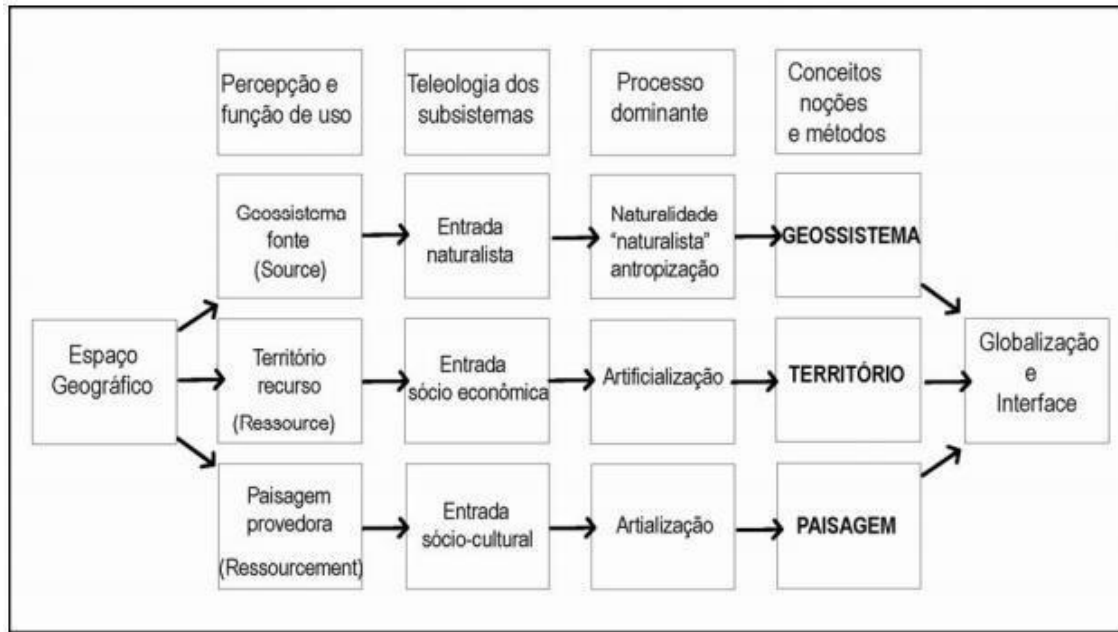 Percepção e
função de uso
Teleologia dos
subsistemas
Processo
dominante
Conceitos
noções
e métodos
Geossistema
fonte
(Source)
Entrada
naturalista
Naturalidade
"naturalista"
antropização
GEOSSISTEMA
Espaço
Geográfico
Território
recurso
(Ressource)
Entrada
sócio econômica
Artificialização
TERRITÓRIO
Globalização
e
Interface
Paisagem
provedora
(Ressourcement)
Entrada
sócio-cultural
Artialização
PAISAGEM